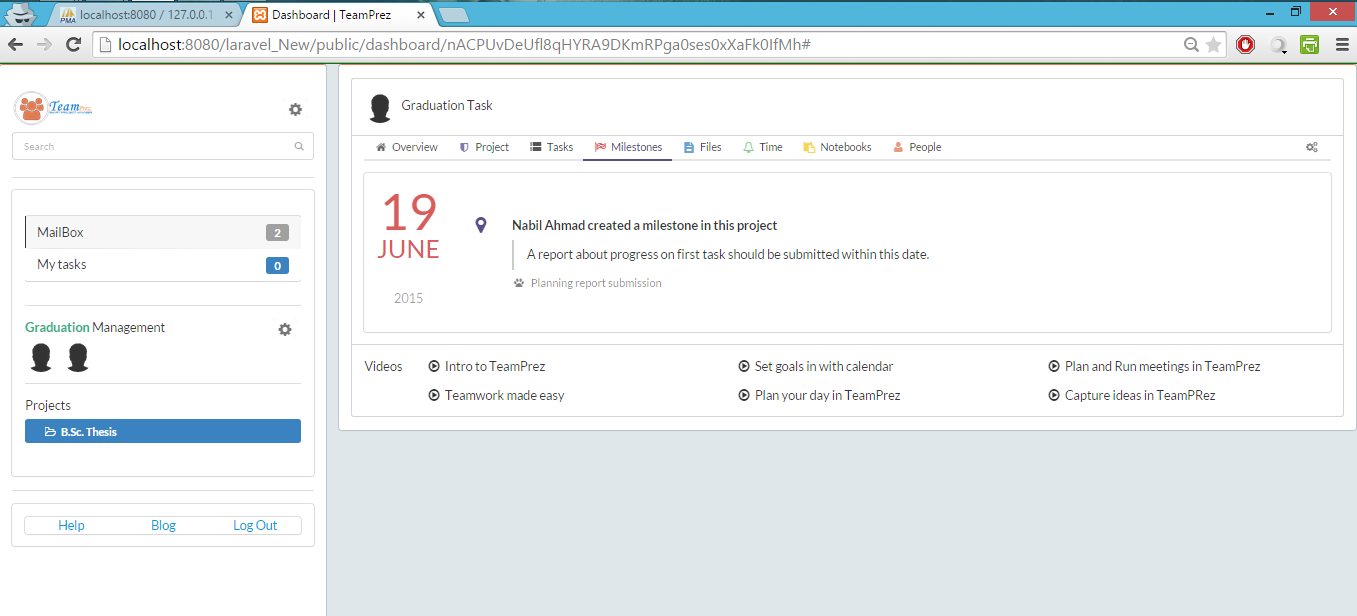 localhost:8080 / 127.0.0.1
Dashboard | TeamPrez
localhost:8080/laravel_New/public/dashboard/nACPUvDeUfl8qHYRA9DKmRPga0ses0xXaFk0IfMh#
Team
Search
MailBox 2
My tasks 0
Graduation Management
Projects
B.Sc. Thesis
Help Blog Log Out
Graduation Task
Overview Project Tasks Milestones Files Time Notebooks People
19
JUNE
2015
Nabil Ahmad created a milestone in this project
A report about progress on first task should be submitted within this date.
Planning report submission
Videos
Intro to TeamPrez Set goals in with calendar Plan and Run meetings in TeamPrez
Teamwork made easy Plan your day in TeamPrez Capture ideas in TeamPRez